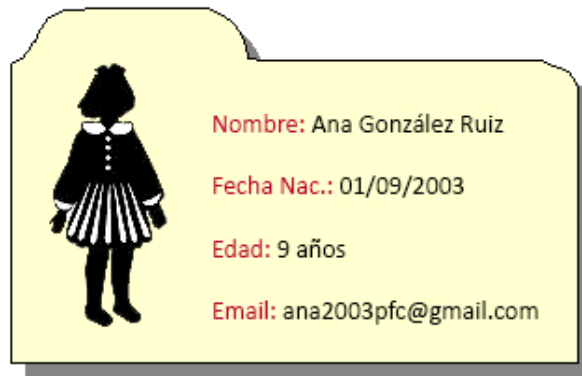 Nombre: Ana González Ruiz
Fecha Nac.: 01/09/2003
Edad: 9 años
Email: ana2003pfc@gmail.com